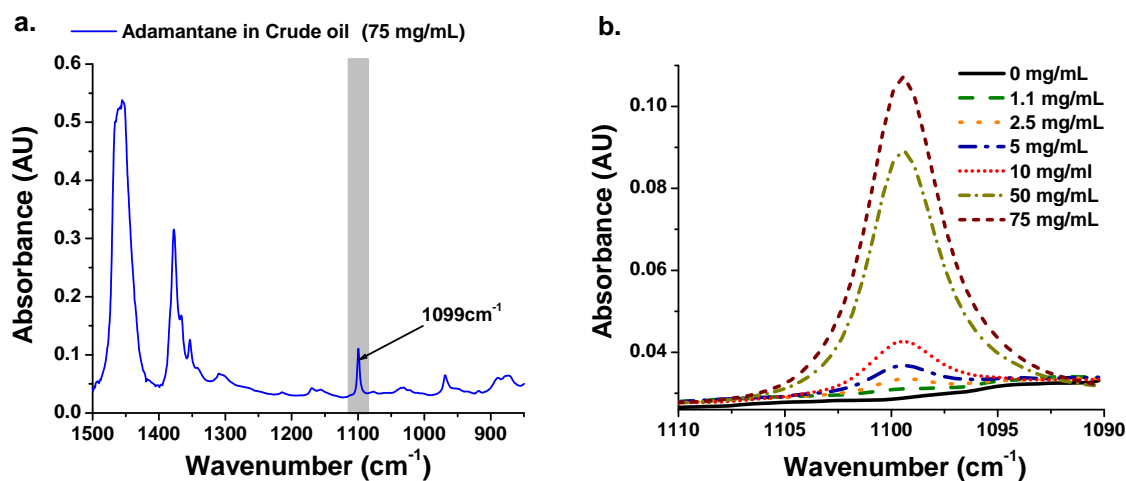 a.
Adamantane in Crude oil (75 mg/mL)
Absorbance (AU)
0.6
0.5
0.4
0.3
0.2
0.1
0.0
1099cm⁻¹
1500 1400 1300 1200 1100 1000 900
Wavenumber (cm⁻¹)
b.
Absorbance (AU)
0.10
0.08
0.06
0.04
0 mg/mL
1.1 mg/mL
2.5 mg/mL
5 mg/mL
10 mg/ml
50 mg/mL
75 mg/mL
1110 1105 1100 1095 1090
Wavenumber (cm⁻¹)